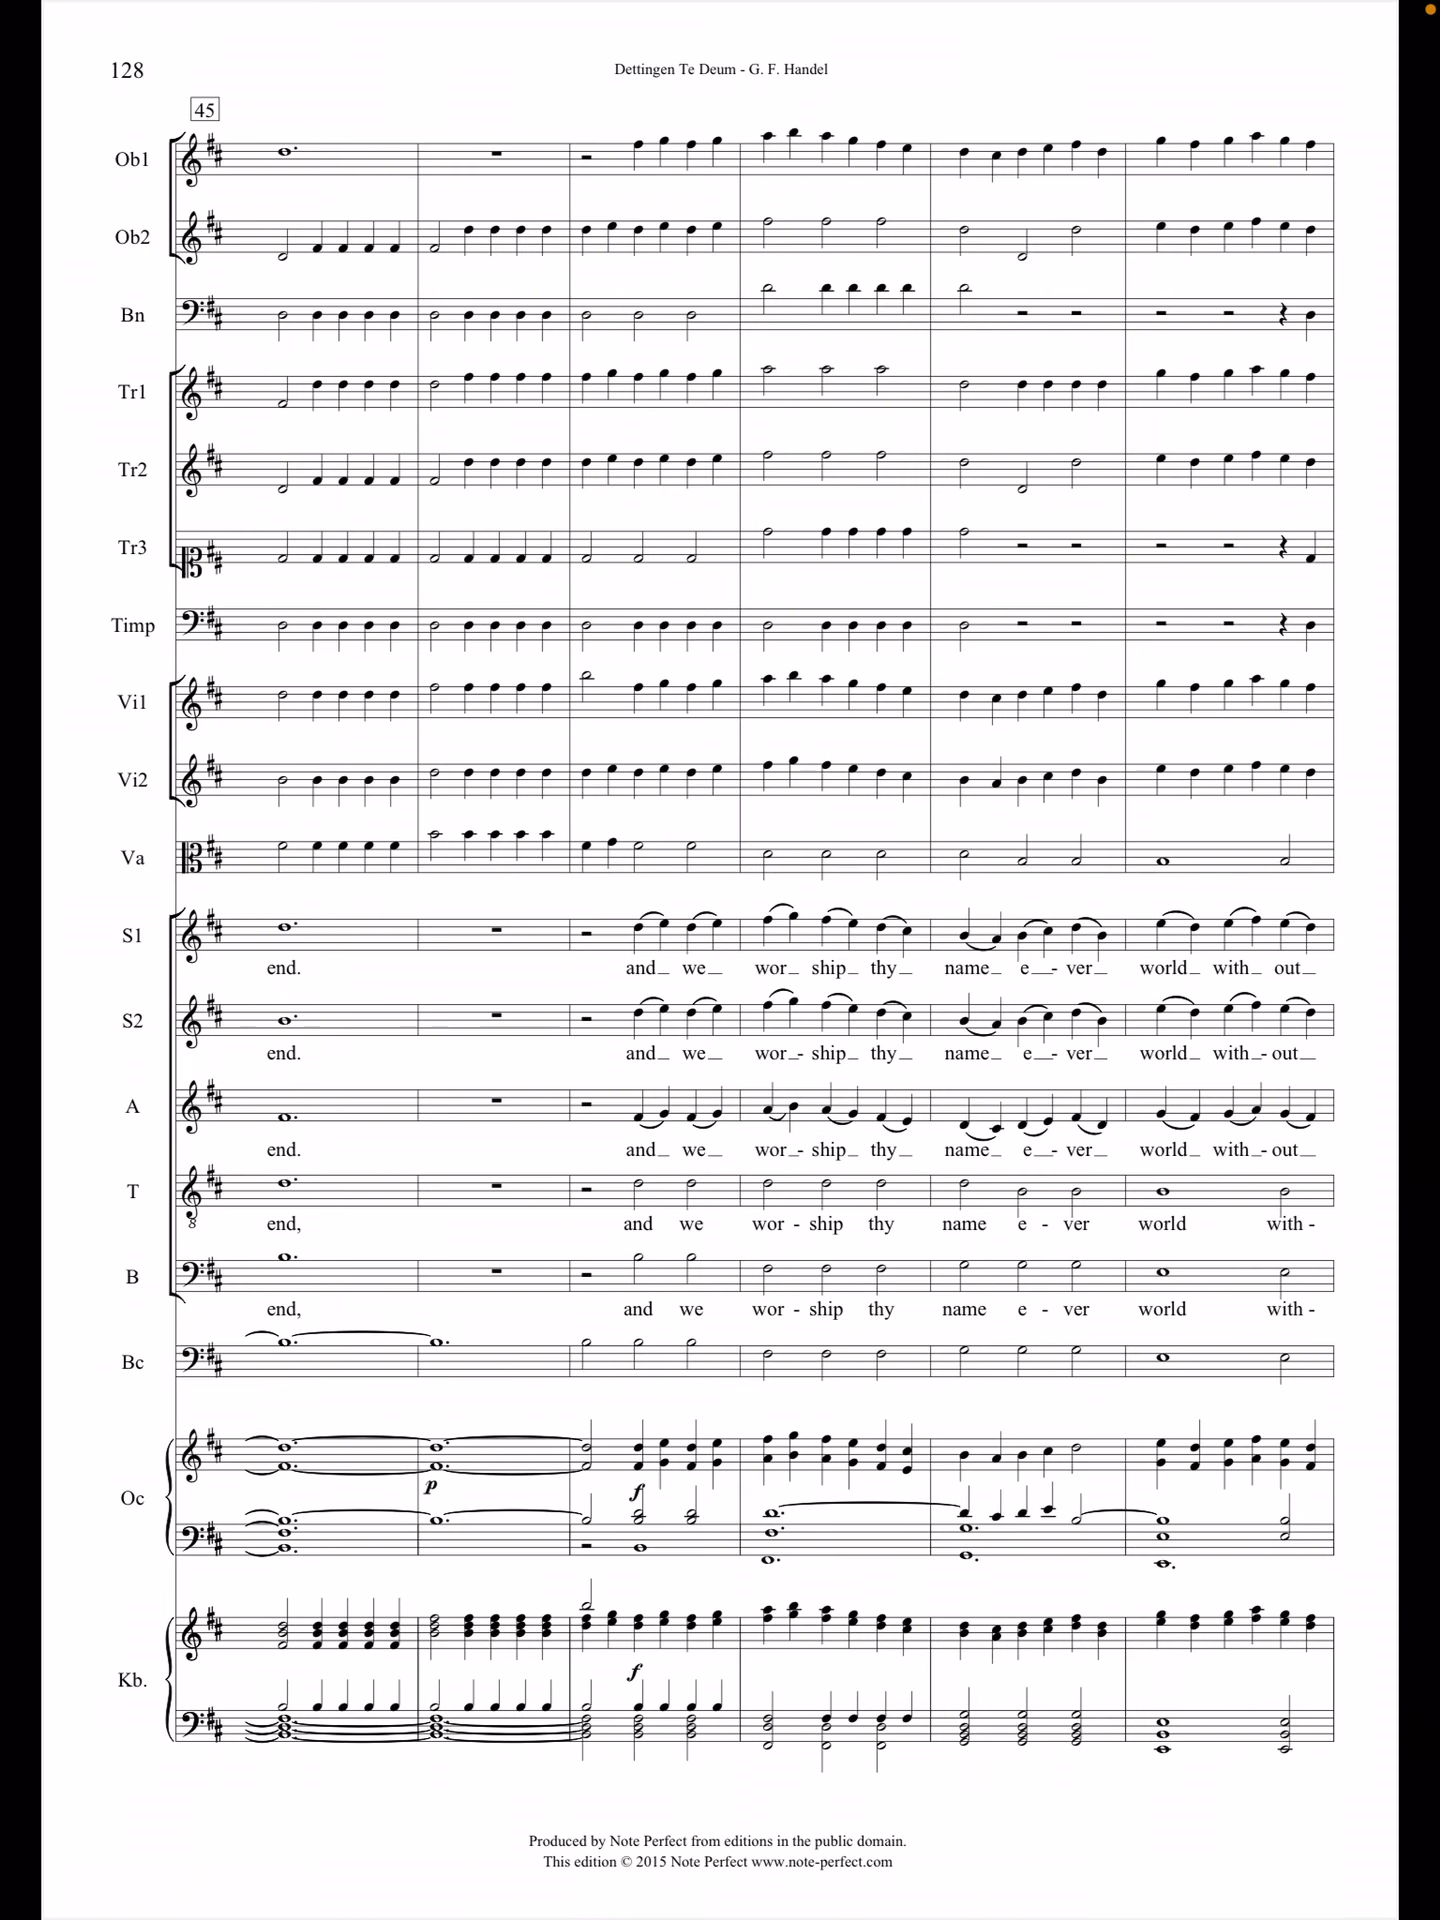 128
Dettingen Te Deum - G. F. Handel
45
Ob1
Ob2
Bn
Tr1
Tr2
Tr3
Timp
Vi1
Vi2
Va
S1
end. and_ we_ wor_ ship_ thy_ name_ e_-ver_ world_ with_ out_
S2
end. and_ we_ wor_- ship_ thy_ name_ e_-ver_ world_ with_-out_
A
end. and_ we_ wor_- ship_ thy_ name_ e_-ver_ world_ with_-out_
T
8
end, and we wor - ship thy name e - ver world with -
B
end, and we wor - ship thy name e - ver world with -
Bc
p f
Oc
f
Kb.
Produced by Note Perfect from editions in the public domain.
This edition © 2015 Note Perfect www.note-perfect.com